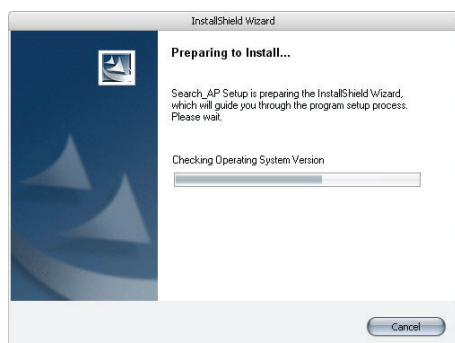 InstallShield Wizard
Preparing to Install...
Search_AP Setup is preparing the InstallShield Wizard,
which will guide you through the program setup process.
Please wait.
Checking Operating System Version
Cancel